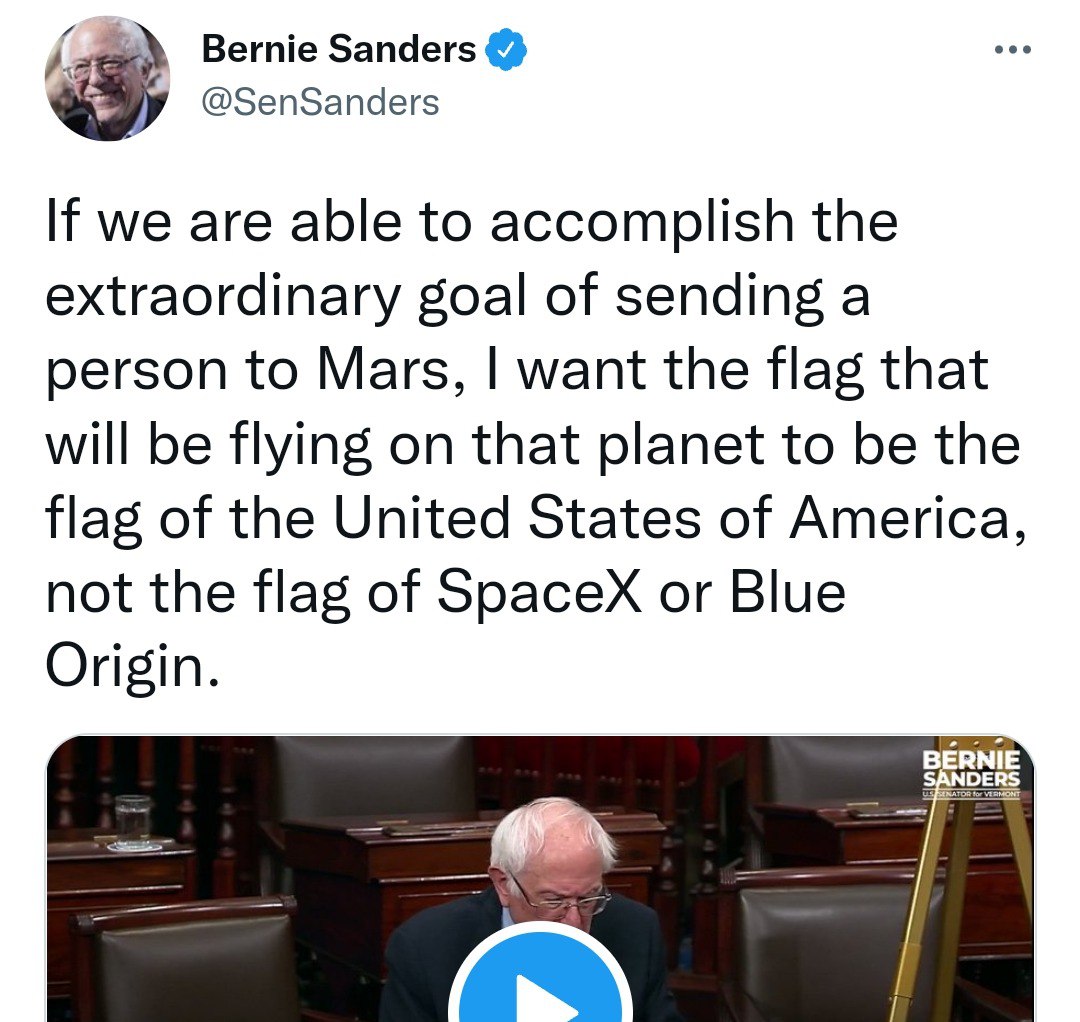 Bernie Sanders
@SenSanders
If we are able to accomplish the
extraordinary goal of sending a
person to Mars, I want the flag that
will be flying on that planet to be the
flag of the United States of America,
not the flag of SpaceX or Blue
Origin.
BERNIE
SANDERS
U.S. SENATOR for VERMONT